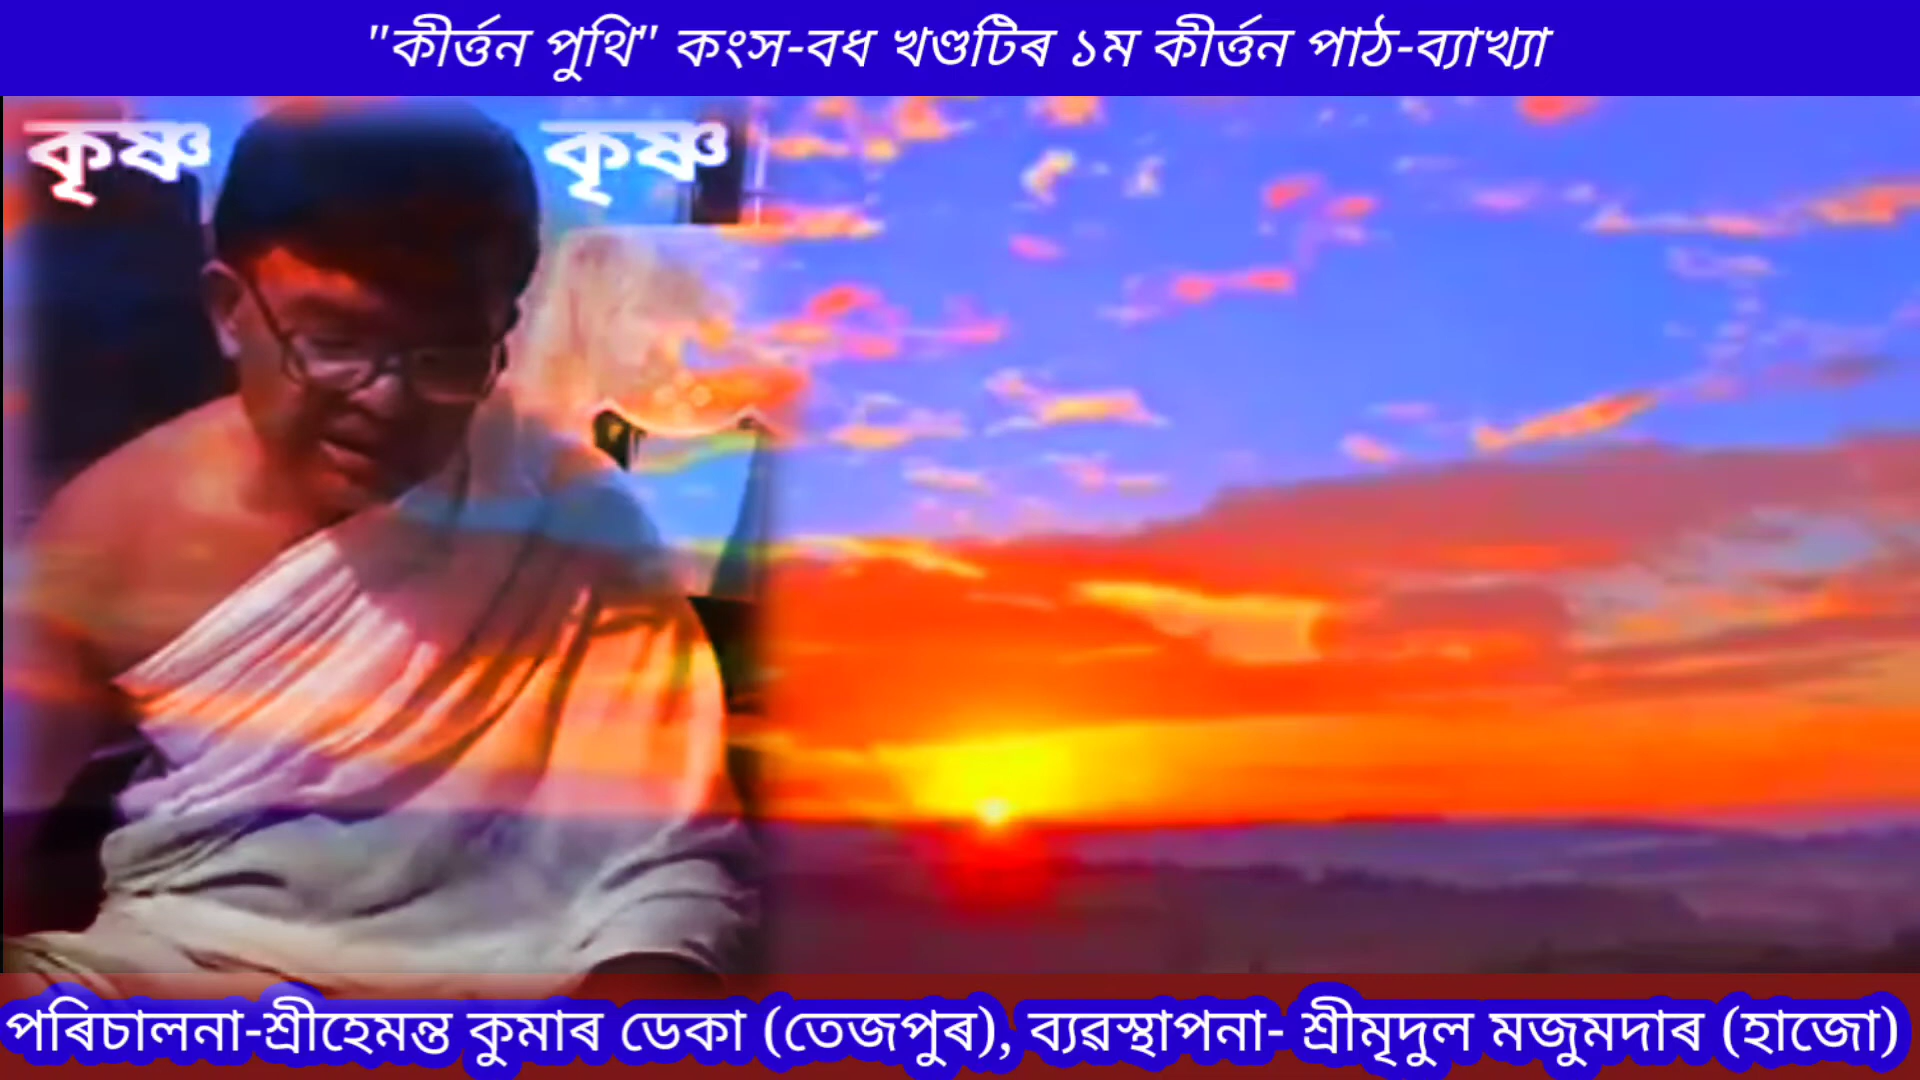 "কীৰ্ত্তন পুথি" কংস-বধ খণ্ডটিৰ ১ম কীৰ্ত্তন পাঠ-ব্যাখ্যা
কৃষ্ণ কৃষ্ণ
পৰিচালনা-শ্ৰীহেমন্ত কুমাৰ ডেকা (তেজপুৰ), ব্যৱস্থাপনা- শ্ৰীমৃদুল মজুমদাৰ (হাজো)